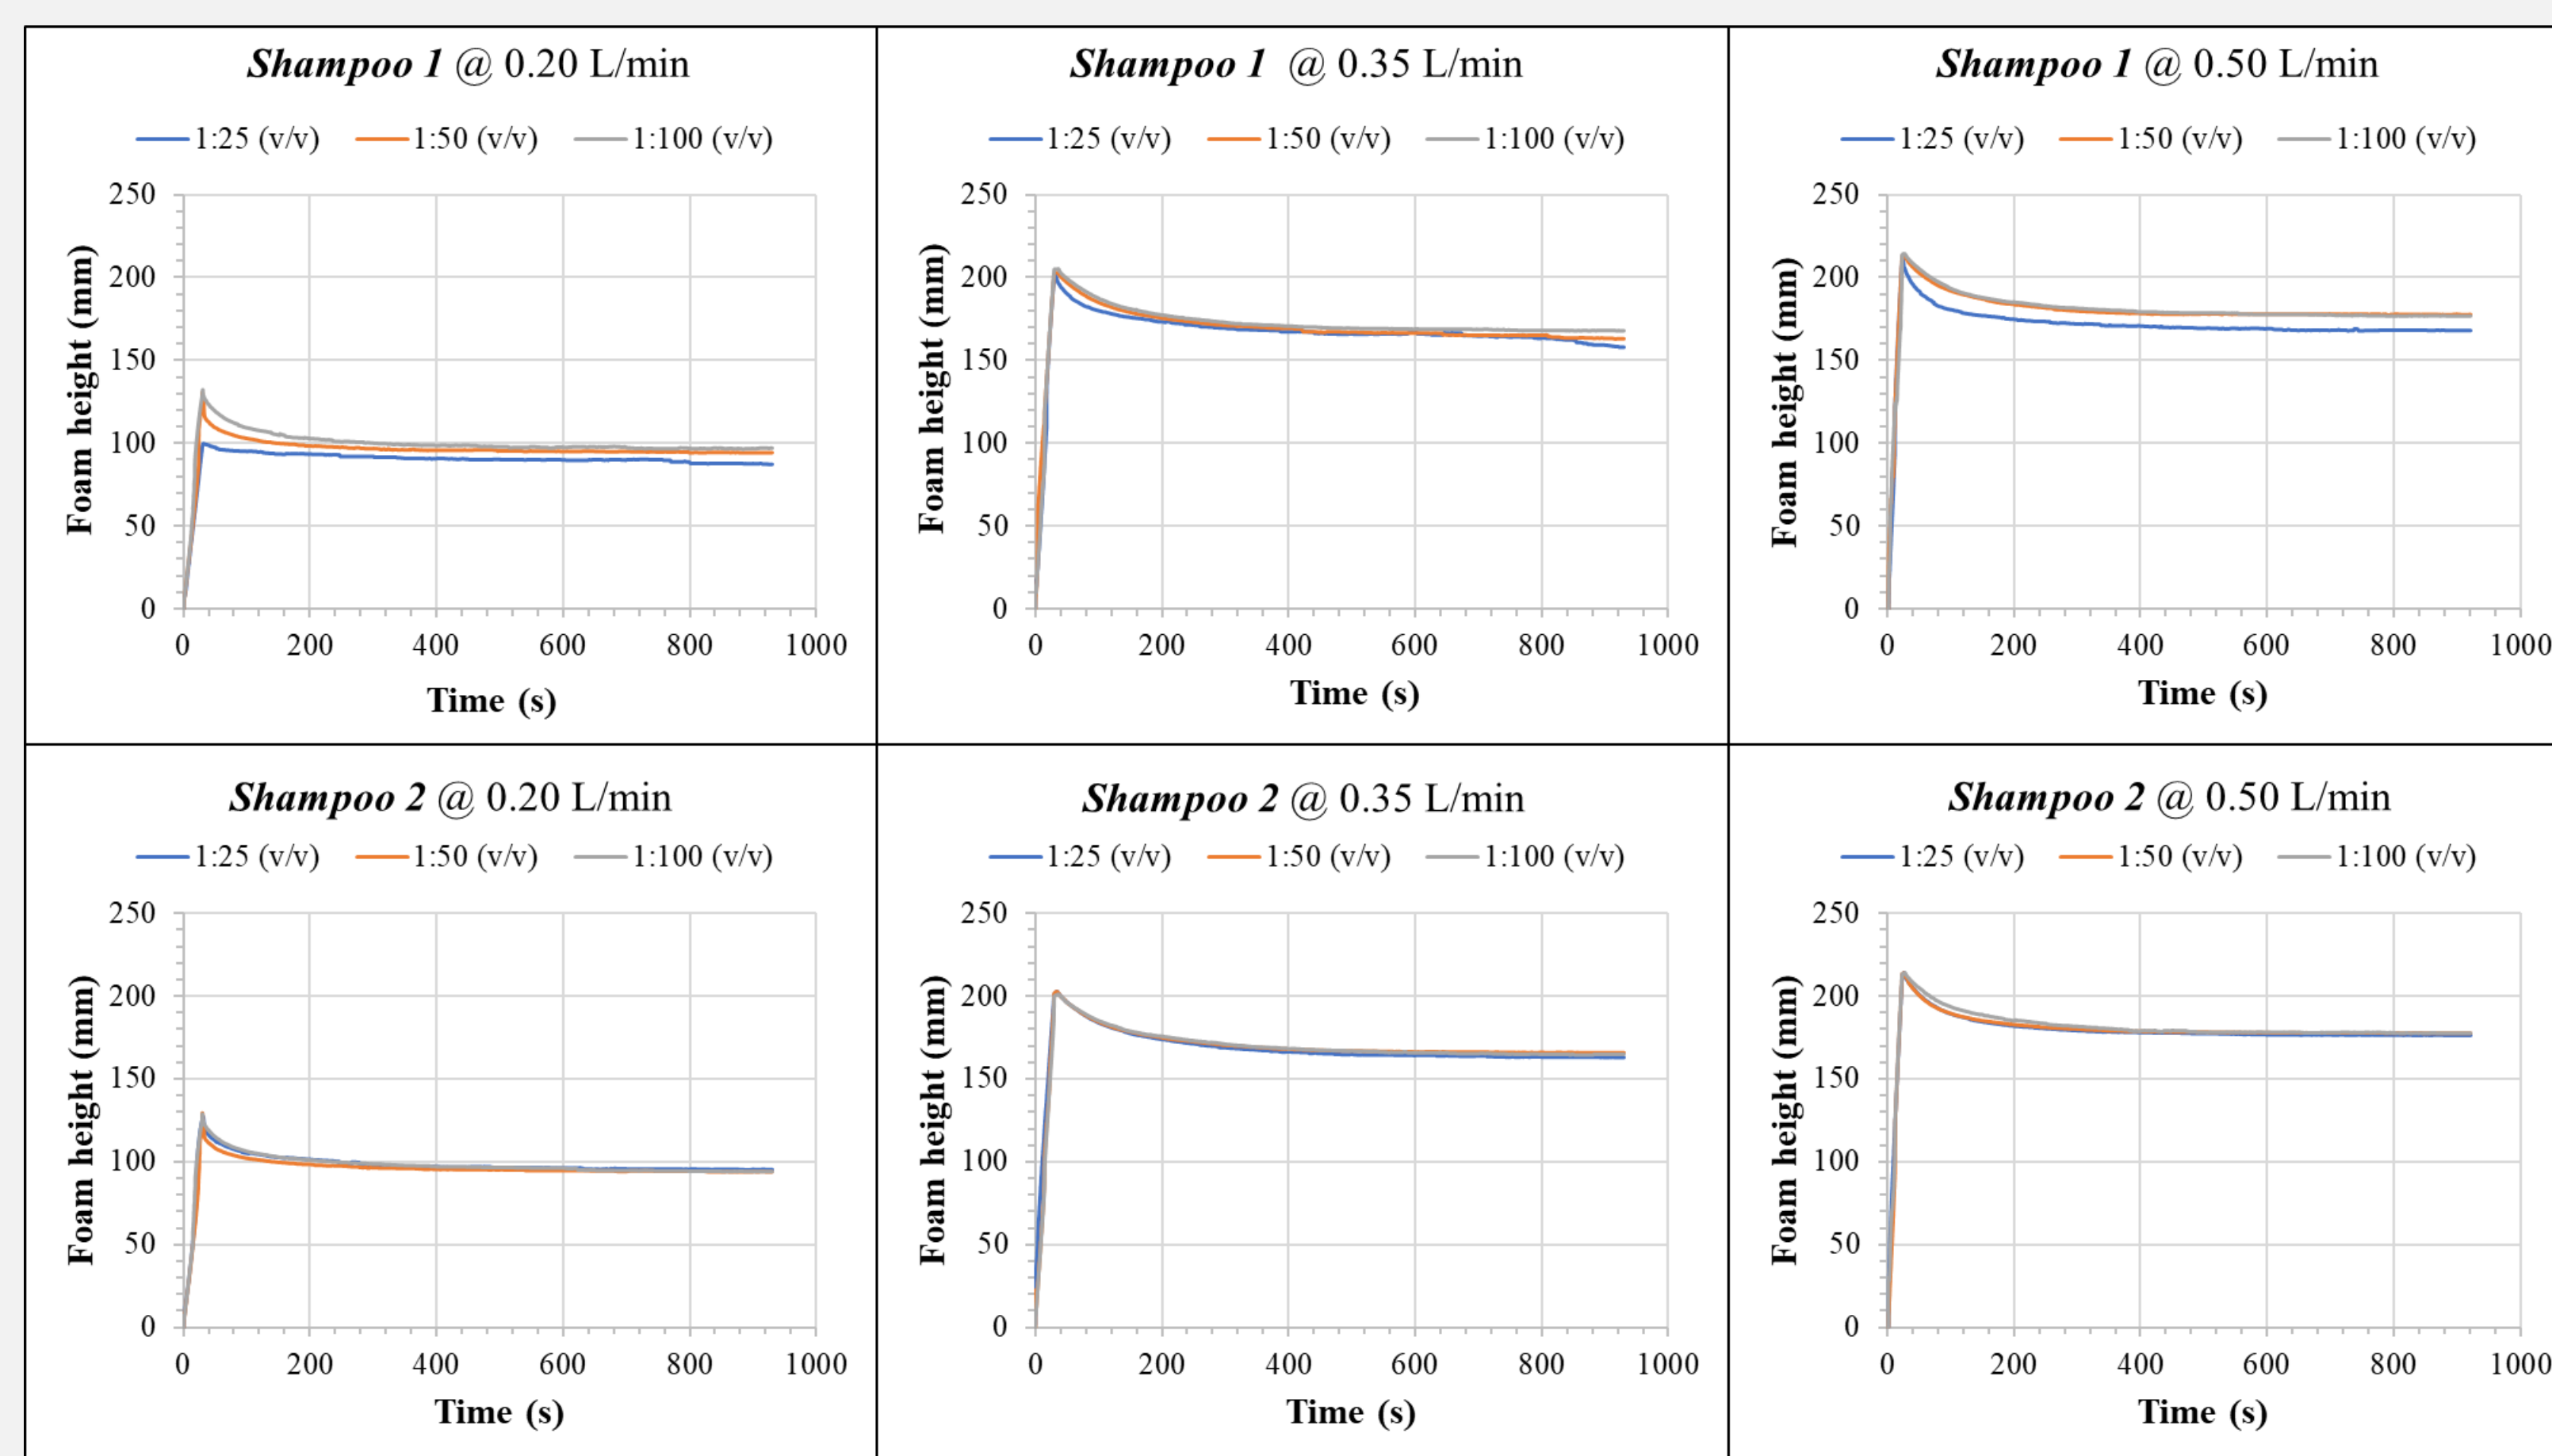 Shampoo 1 @ 0.20 L/min
1:25 (v/v) 1:50 (v/v) 1:100 (v/v)
250
200
150
100
50
0
Foam height (mm)
0 200 400 600 800 1000
Time (s)
Shampoo 1 @ 0.35 L/min
1:25 (v/v) 1:50 (v/v) 1:100 (v/v)
250
200
150
100
50
0
Foam height (mm)
0 200 400 600 800 1000
Time (s)
Shampoo 1 @ 0.50 L/min
1:25 (v/v) 1:50 (v/v) 1:100 (v/v)
250
200
150
100
50
0
Foam height (mm)
0 200 400 600 800 1000
Time (s)
Shampoo 2 @ 0.20 L/min
1:25 (v/v) 1:50 (v/v) 1:100 (v/v)
250
200
150
100
50
0
Foam height (mm)
0 200 400 600 800 1000
Time (s)
Shampoo 2 @ 0.35 L/min
1:25 (v/v) 1:50 (v/v) 1:100 (v/v)
250
200
150
100
50
0
Foam height (mm)
0 200 400 600 800 1000
Time (s)
Shampoo 2 @ 0.50 L/min
1:25 (v/v) 1:50 (v/v) 1:100 (v/v)
250
200
150
100
50
0
Foam height (mm)
0 200 400 600 800 1000
Time (s)